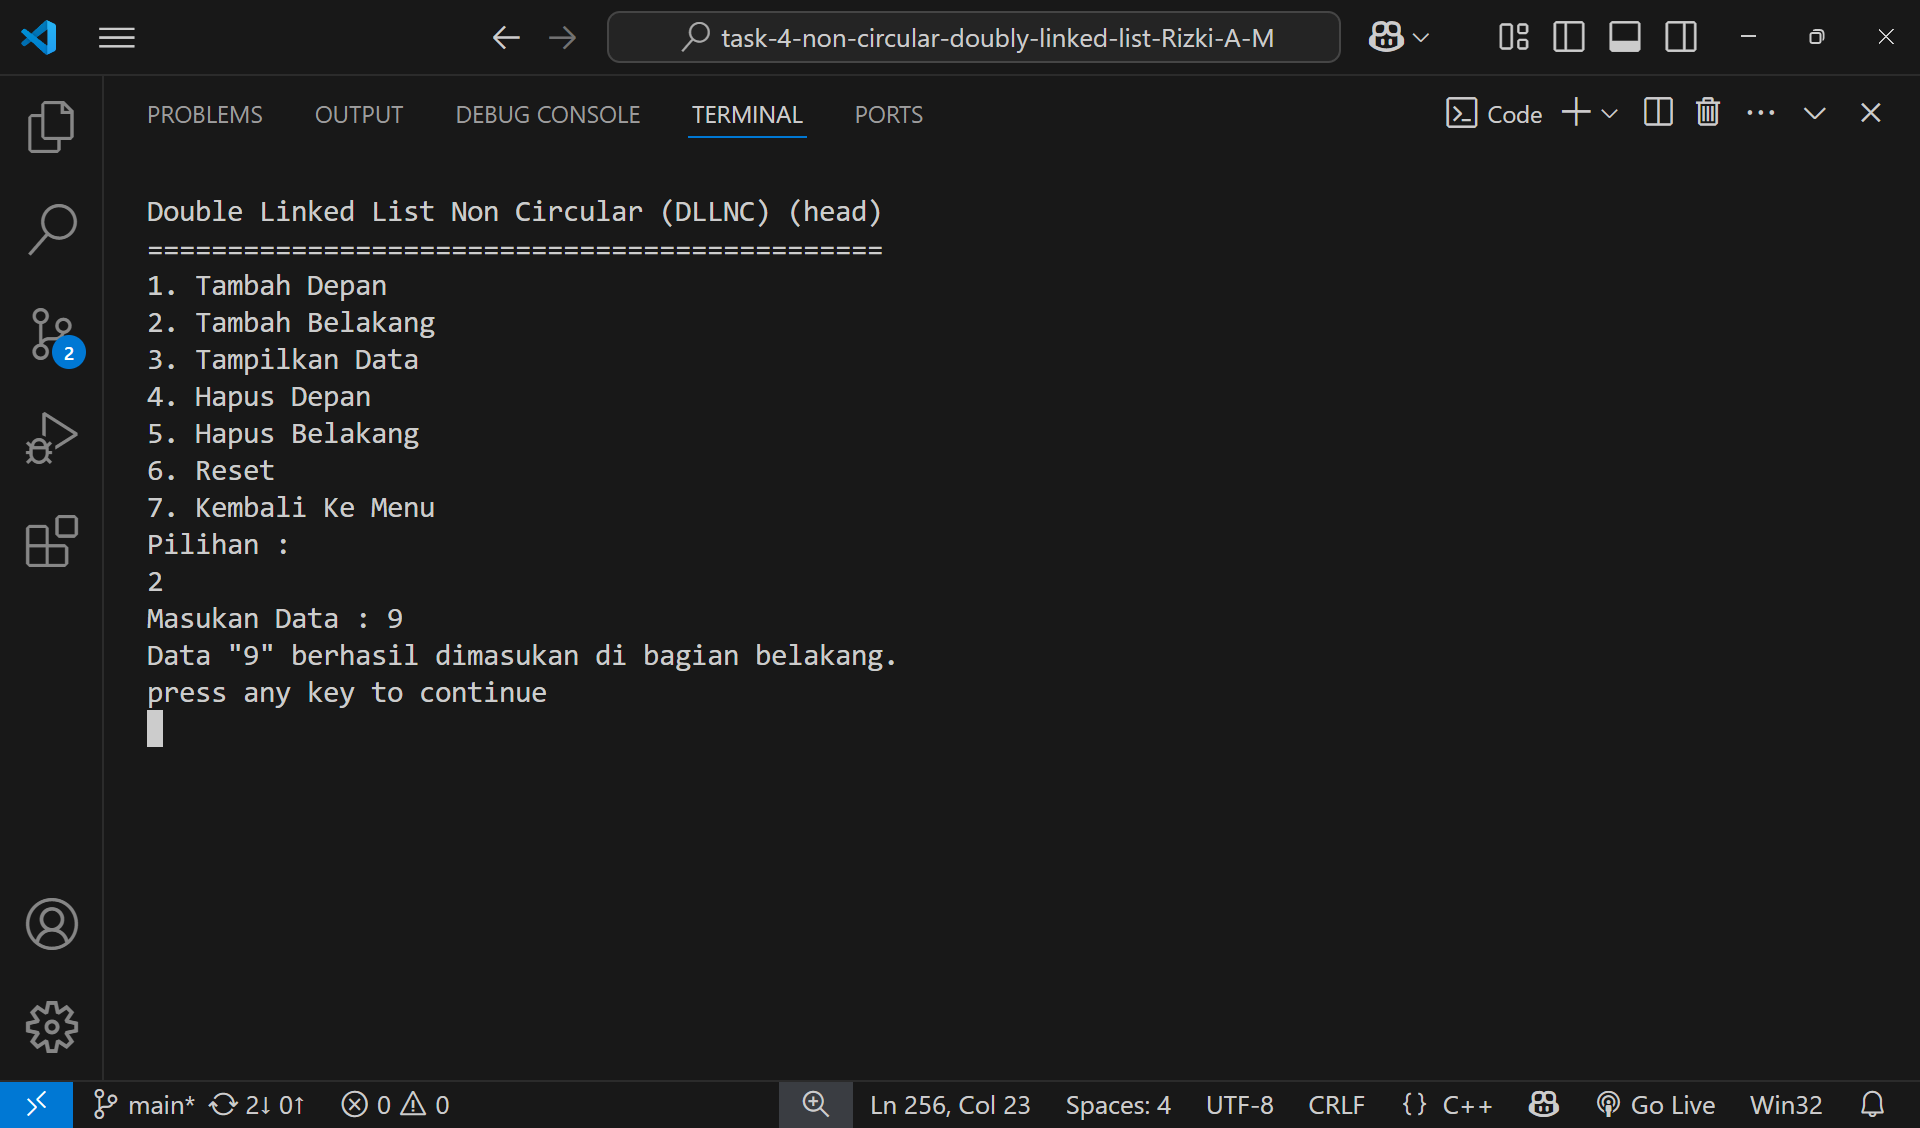 task-4-non-circular-doubly-linked-list-Rizki-A-M
PROBLEMS OUTPUT DEBUG CONSOLE TERMINAL PORTS Code
Double Linked List Non Circular (DLLNC) (head)
==============================================
1. Tambah Depan
2. Tambah Belakang
3. Tampilkan Data
4. Hapus Depan
5. Hapus Belakang
6. Reset
7. Kembali Ke Menu
Pilihan :
2
Masukan Data : 9
Data "9" berhasil dimasukan di bagian belakang.
press any key to continue
2
main* 2↓ 0↑ 0 0 Ln 256, Col 23 Spaces: 4 UTF-8 CRLF {} C++ Go Live Win32